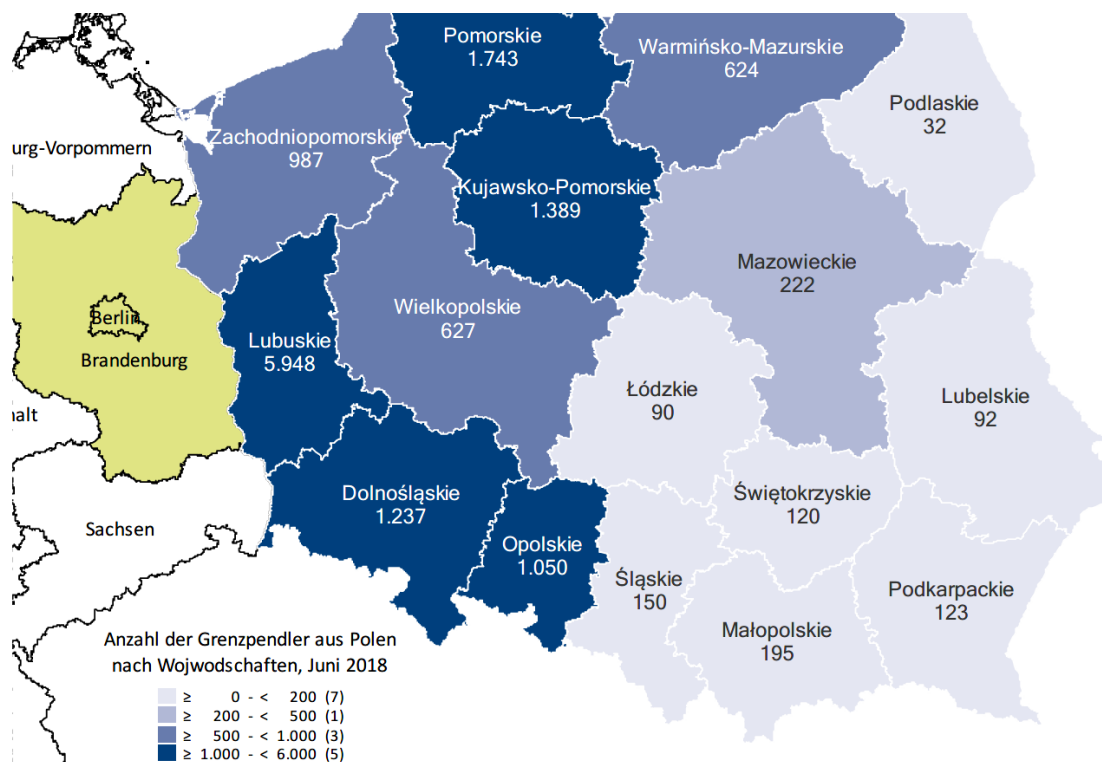 Pomorskie
1.743
Warmińsko-Mazurskie
624
Podlaskie
32
Zachodniopomorskie
987
urg-Vorpommern
Kujawsko-Pomorskie
1.389
Mazowieckie
222
Wielkopolskie
627
Berlin
Brandenburg
Lubuskie
5.948
Łódzkie
90
Lubelskie
92
halt
Dolnośląskie
1.237
Świętokrzyskie
120
Sachsen
Opolskie
1.050
Śląskie
150
Podkarpackie
123
Małopolskie
195
Anzahl der Grenzpendler aus Polen
nach Wojwodschaften, Juni 2018
≥ 0 - < 200 (7)
≥ 200 - < 500 (1)
≥ 500 - < 1.000 (3)
≥ 1.000 - < 6.000 (5)